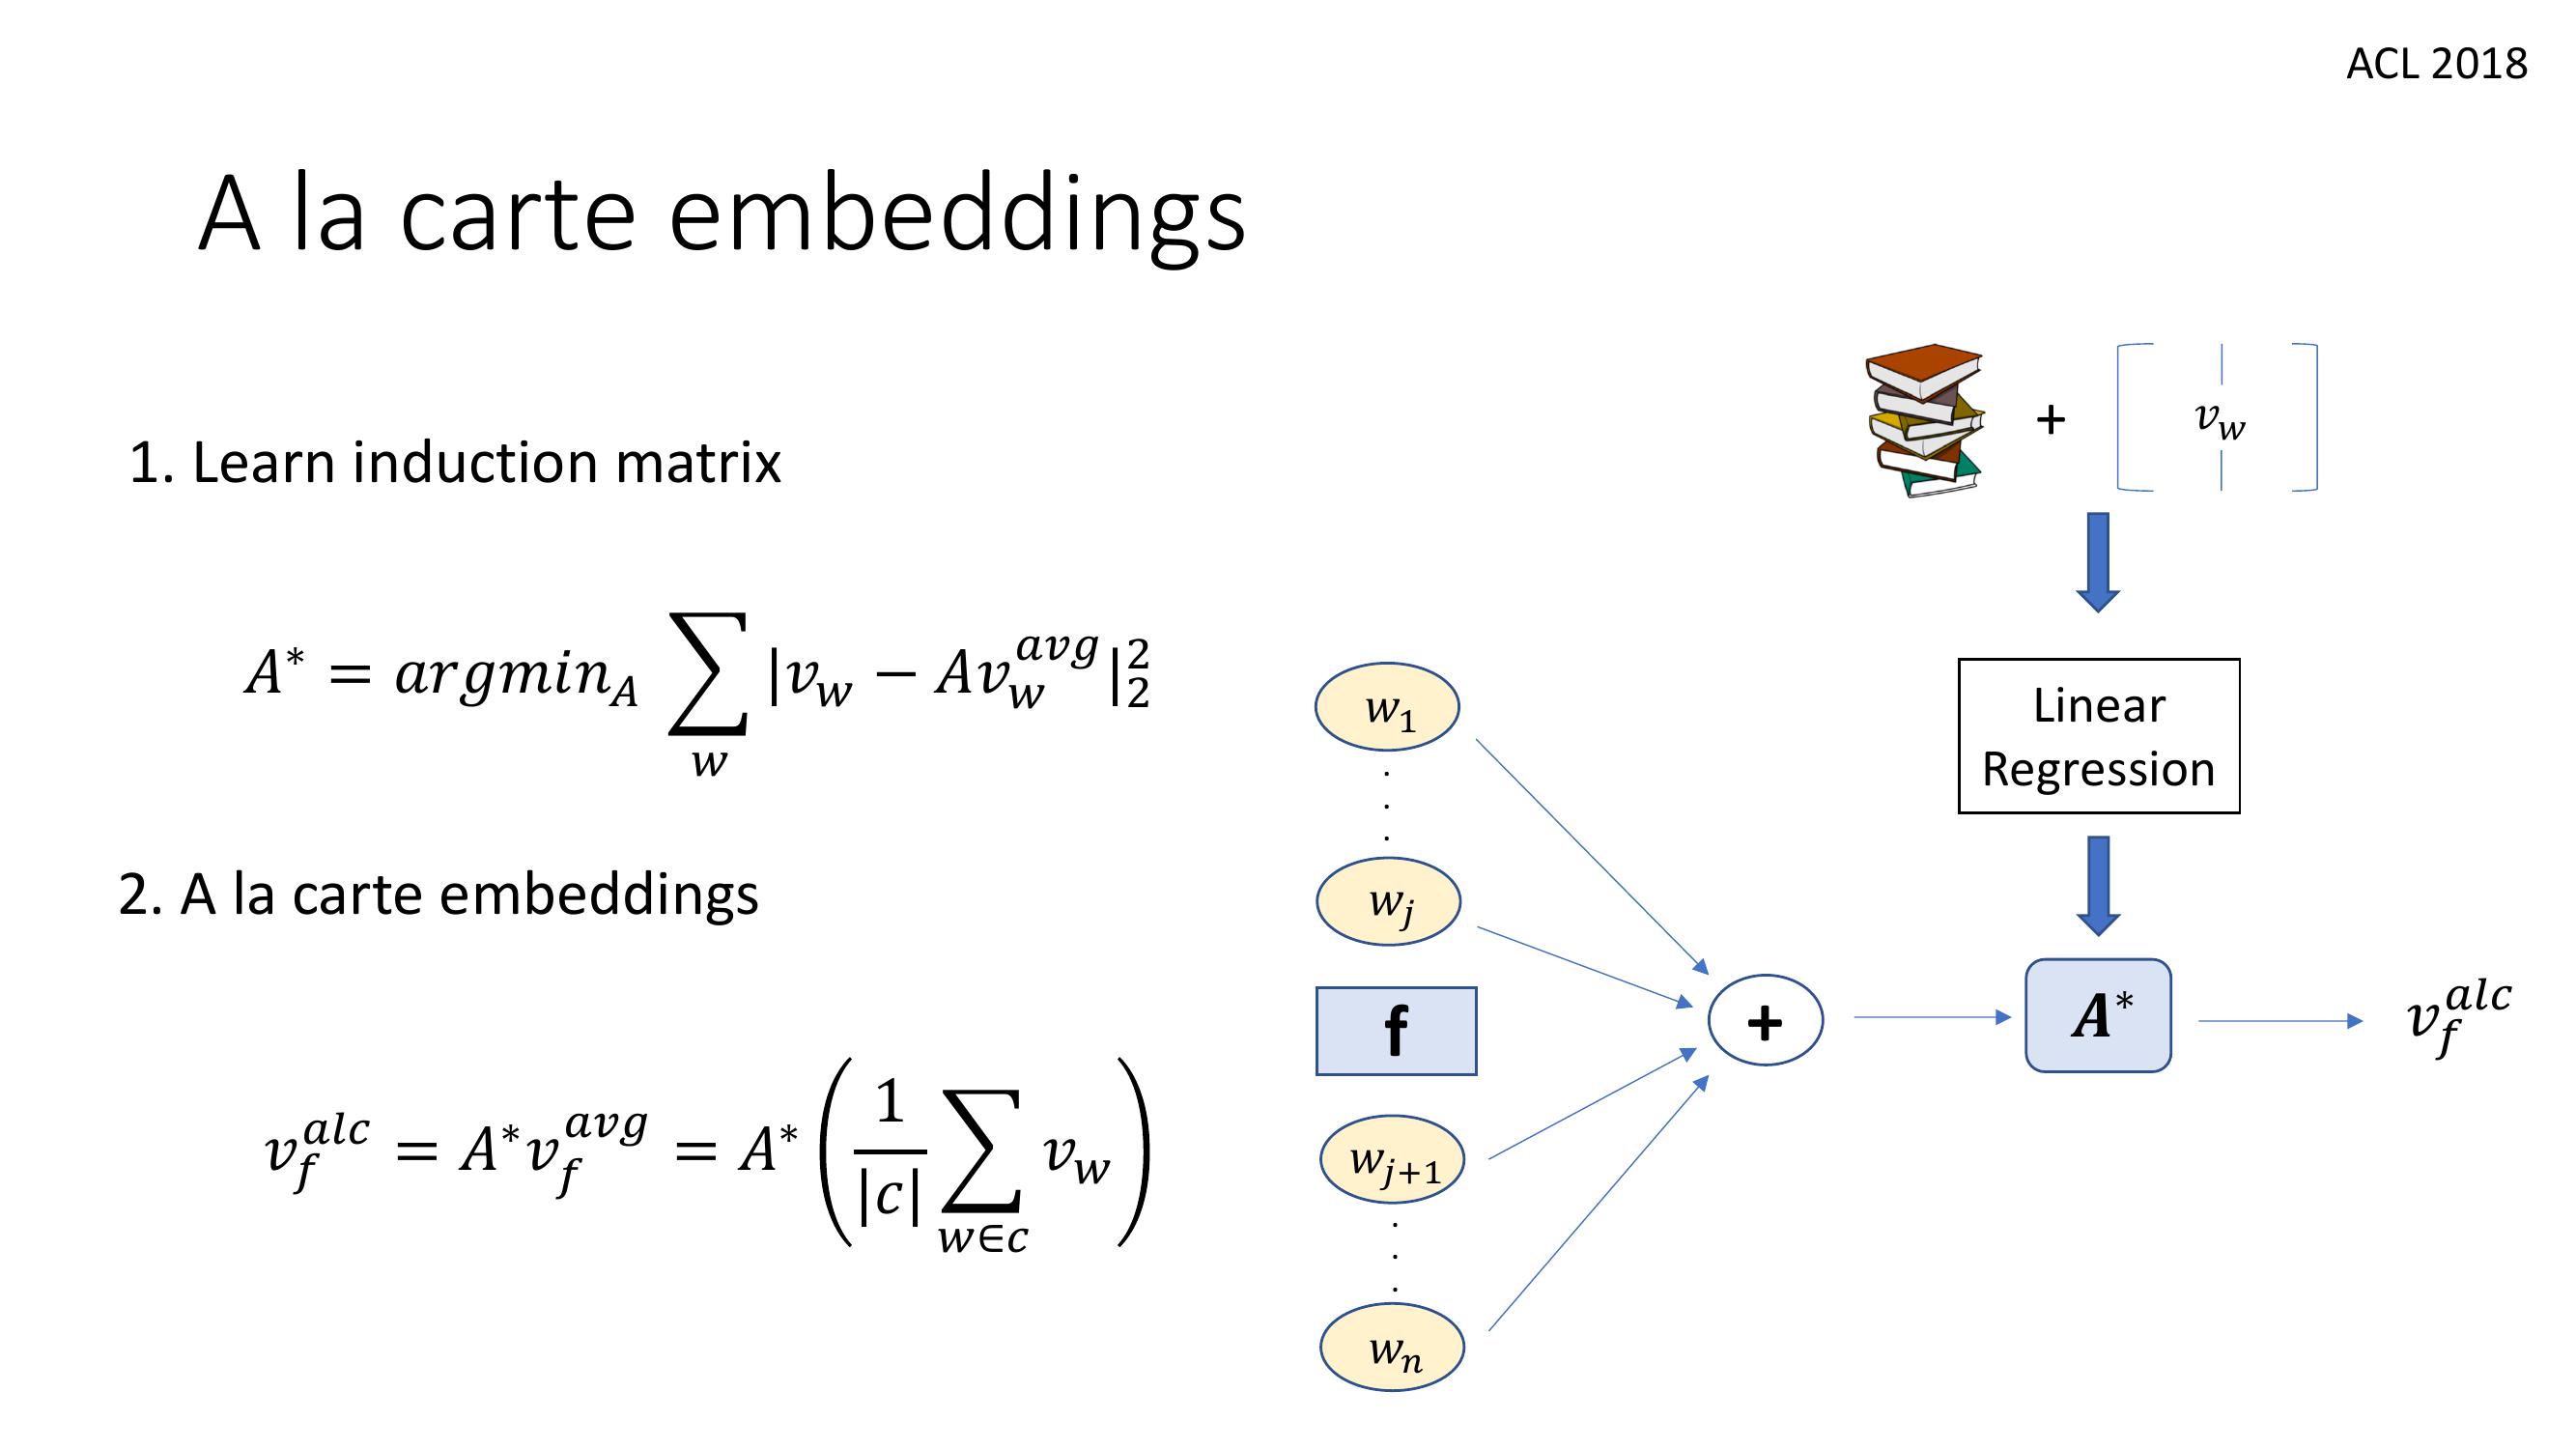 ACL 2018
A la carte embeddings
1. Learn induction matrix
$A^* = argmin_A \sum_w |v_w - Av_w^{avg}|_2^2$
2. A la carte embeddings
$v_f^{alc} = A^* v_f^{avg} = A^* \left( \frac{1}{|c|} \sum_{w \in c} v_w \right)$
+ $v_w$
Linear
Regression
$w_1$
.
.
.
$w_j$
f
$w_{j+1}$
.
.
.
$w_n$
+
$A^*$
$v_f^{alc}$